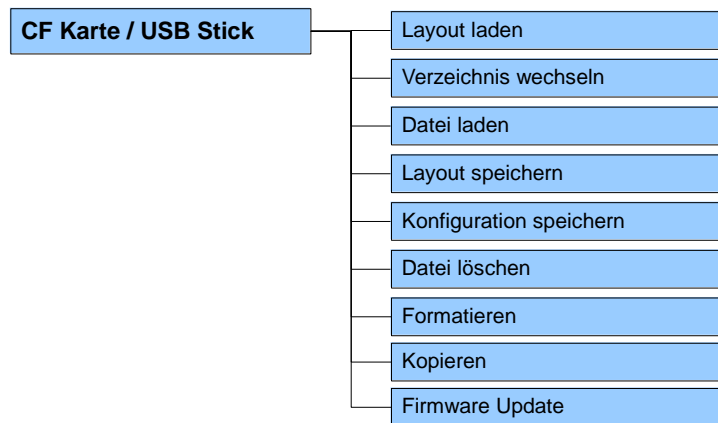 CF Karte / USB Stick
Layout laden
Verzeichnis wechseln
Datei laden
Layout speichern
Konfiguration speichern
Datei löschen
Formatieren
Kopieren
Firmware Update